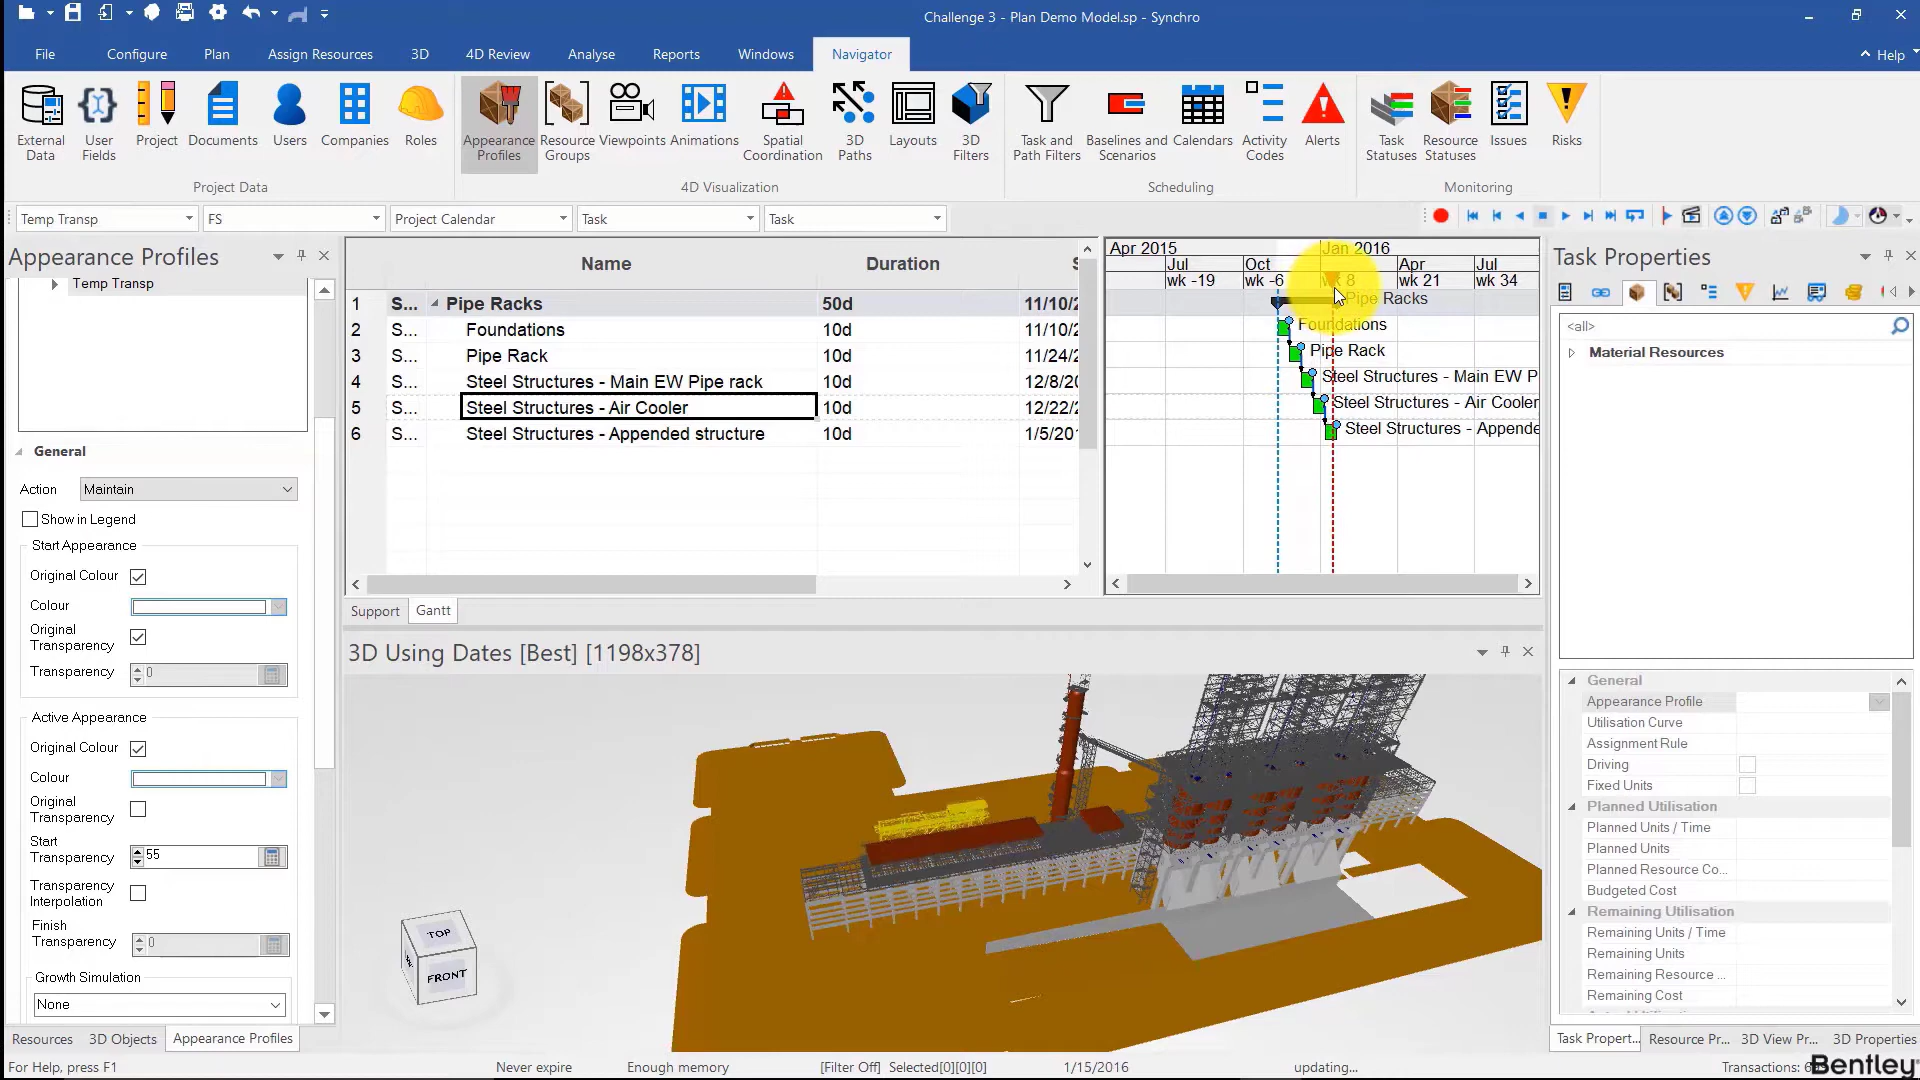 Challenge 3 - Plan Demo Model.sp - Synchro
File Configure Plan Assign Resources 3D 4D Review Analyse Reports Windows Navigator Help
External Data
User Fields
Project
Documents
Users
Companies
Roles
Appearance Profiles
Resource Groups
Viewpoints
Animations
Spatial Coordination
3D Paths
Layouts
3D Filters
Task and Path Filters
Baselines and Scenarios
Calendars
Activity Codes
Alerts
Task Statuses
Resource Statuses
Issues
Risks
Project Data 4D Visualization Scheduling Monitoring
Temp Transp FS Project Calendar Task Task
Appearance Profiles
Temp Transp
General
Action Maintain
Show in Legend
Start Appearance
Original Colour
Colour
Original Transparency
Transparency 0
Active Appearance
Original Colour
Colour
Original Transparency
Start Transparency 55
Transparency Interpolation
Finish Transparency 0
Growth Simulation
None
Resources 3D Objects Appearance Profiles
Name Duration S
1 S... Pipe Racks 50d 11/10/2
2 S... Foundations 10d 11/10/2
3 S... Pipe Rack 10d 11/24/2
4 S... Steel Structures - Main EW Pipe rack 10d 12/8/20
5 S... Steel Structures - Air Cooler 10d 12/22/2
6 S... Steel Structures - Appended structure 10d 1/5/201
Support Gantt
Apr 2015 Jan 2016
Jul Oct Apr Jul
wk -19 wk -6 wk 8 wk 21 wk 34
Pipe Racks
Foundations
Pipe Rack
Steel Structures - Main EW P
Steel Structures - Air Cooler
Steel Structures - Appende
3D Using Dates [Best] [1198x378]
TOP
FRONT
Task Properties
<all>
Material Resources
General
Appearance Profile
Utilisation Curve
Assignment Rule
Driving
Fixed Units
Planned Utilisation
Planned Units / Time
Planned Units
Planned Resource Co...
Budgeted Cost
Remaining Utilisation
Remaining Units / Time
Remaining Units
Remaining Resource ...
Remaining Cost
Task Propert... Resource Pr... 3D View Pr... 3D Properties
For Help, press F1 Never expire Enough memory [Filter Off] Selected[0][0][0] 1/15/2016 updating... Transactions:
Bentley